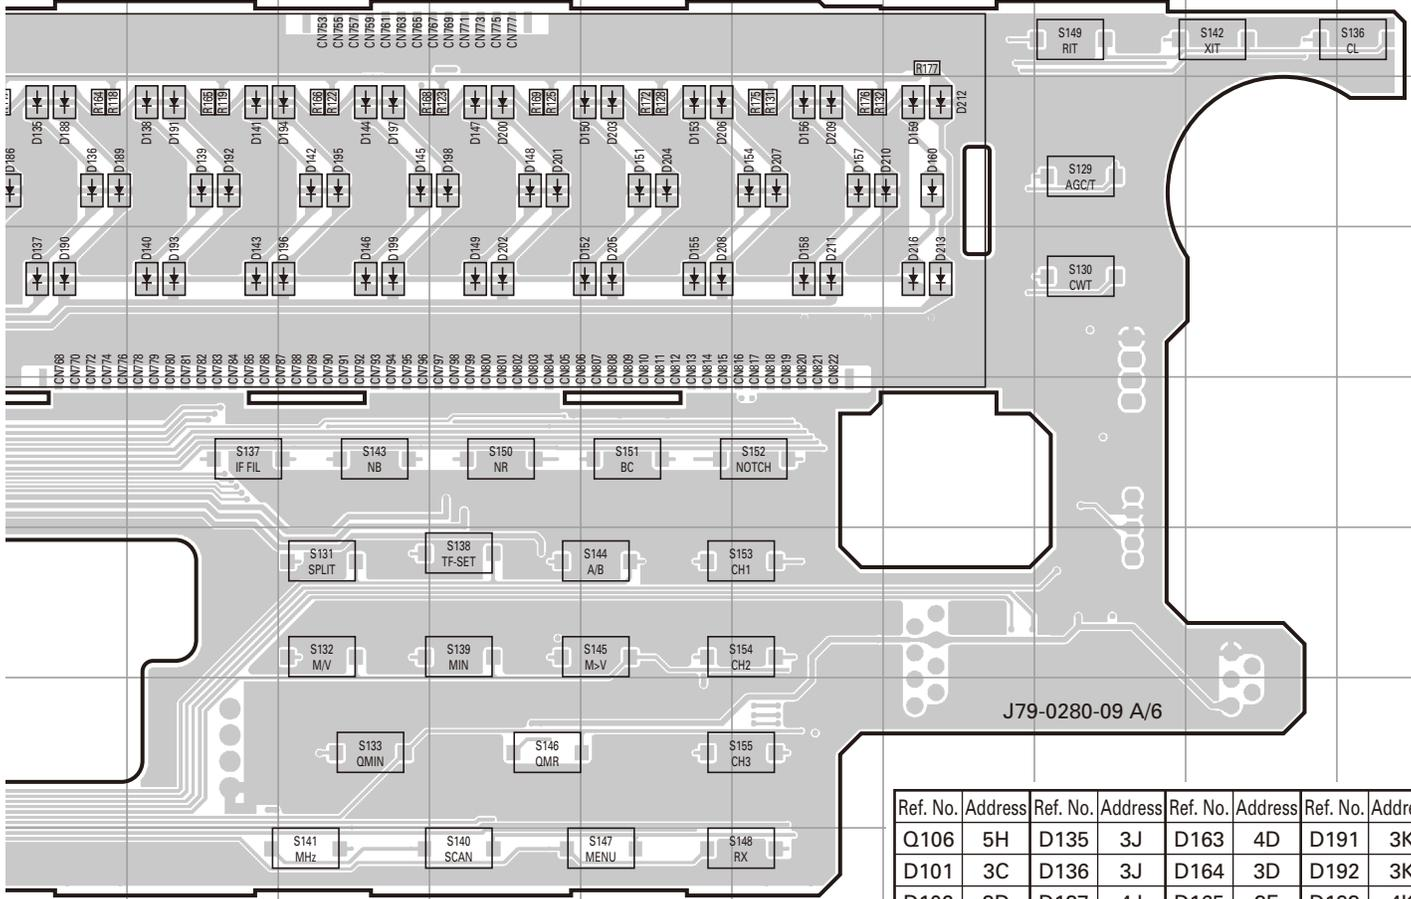 CN753 CN755 CN757 CN759 CN761 CN763 CN765 CN767 CN769 CN771 CN773 CN775 CN777
S149 S142 S136
RIT XIT CL
R177
R164 R118 R165 R119 R166 R122 R168 R123 R169 R125 R172 R128 R175 R131 R176 R132 D212
D135 D188 D138 D191 D141 D194 D144 D197 D147 D200 D150 D203 D153 D206 D156 D209 D159
D186 D136 D189 D139 D192 D142 D195 D145 D198 D148 D201 D151 D204 D154 D207 D157 D210 D160
S129
AGC/T
D137 D190 D140 D193 D143 D196 D146 D199 D149 D202 D152 D205 D155 D208 D158 D211 D216 D213
S130
CWT
CN768 CN770 CN772 CN774 CN776 CN778 CN779 CN780 CN781 CN782 CN783 CN784 CN785 CN786 CN787 CN788 CN789 CN790 CN791 CN792 CN793 CN794 CN795 CN796 CN797 CN798 CN799 CN800 CN801 CN802 CN803 CN804 CN805 CN806 CN807 CN808 CN809 CN810 CN811 CN812 CN813 CN814 CN815 CN816 CN817 CN818 CN819 CN820 CN821 CN822
S137 S143 S150 S151 S152
IF FIL NB NR BC NOTCH
S131 S138 S144 S153
SPLIT TF-SET A/B CH1
S132 S139 S145 S154
M/V MIN M>V CH2
J79-0280-09 A/6
S133 S146 S155
QMIN QMR CH3
S141 S140 S147 S148
MHz SCAN MENU RX
Ref. No. Address Ref. No. Address Ref. No. Address Ref. No.
Q106 5H D135 3J D163 4D D191 3K
D101 3C D136 3J D164 3D D192 3K